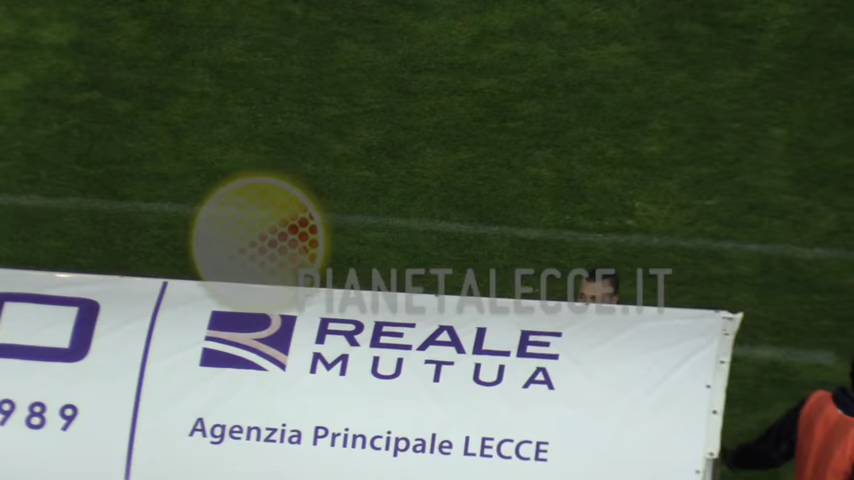 PIANETALECCE.IT
REALE
MUTUA
989
Agenzia Principale LECCE